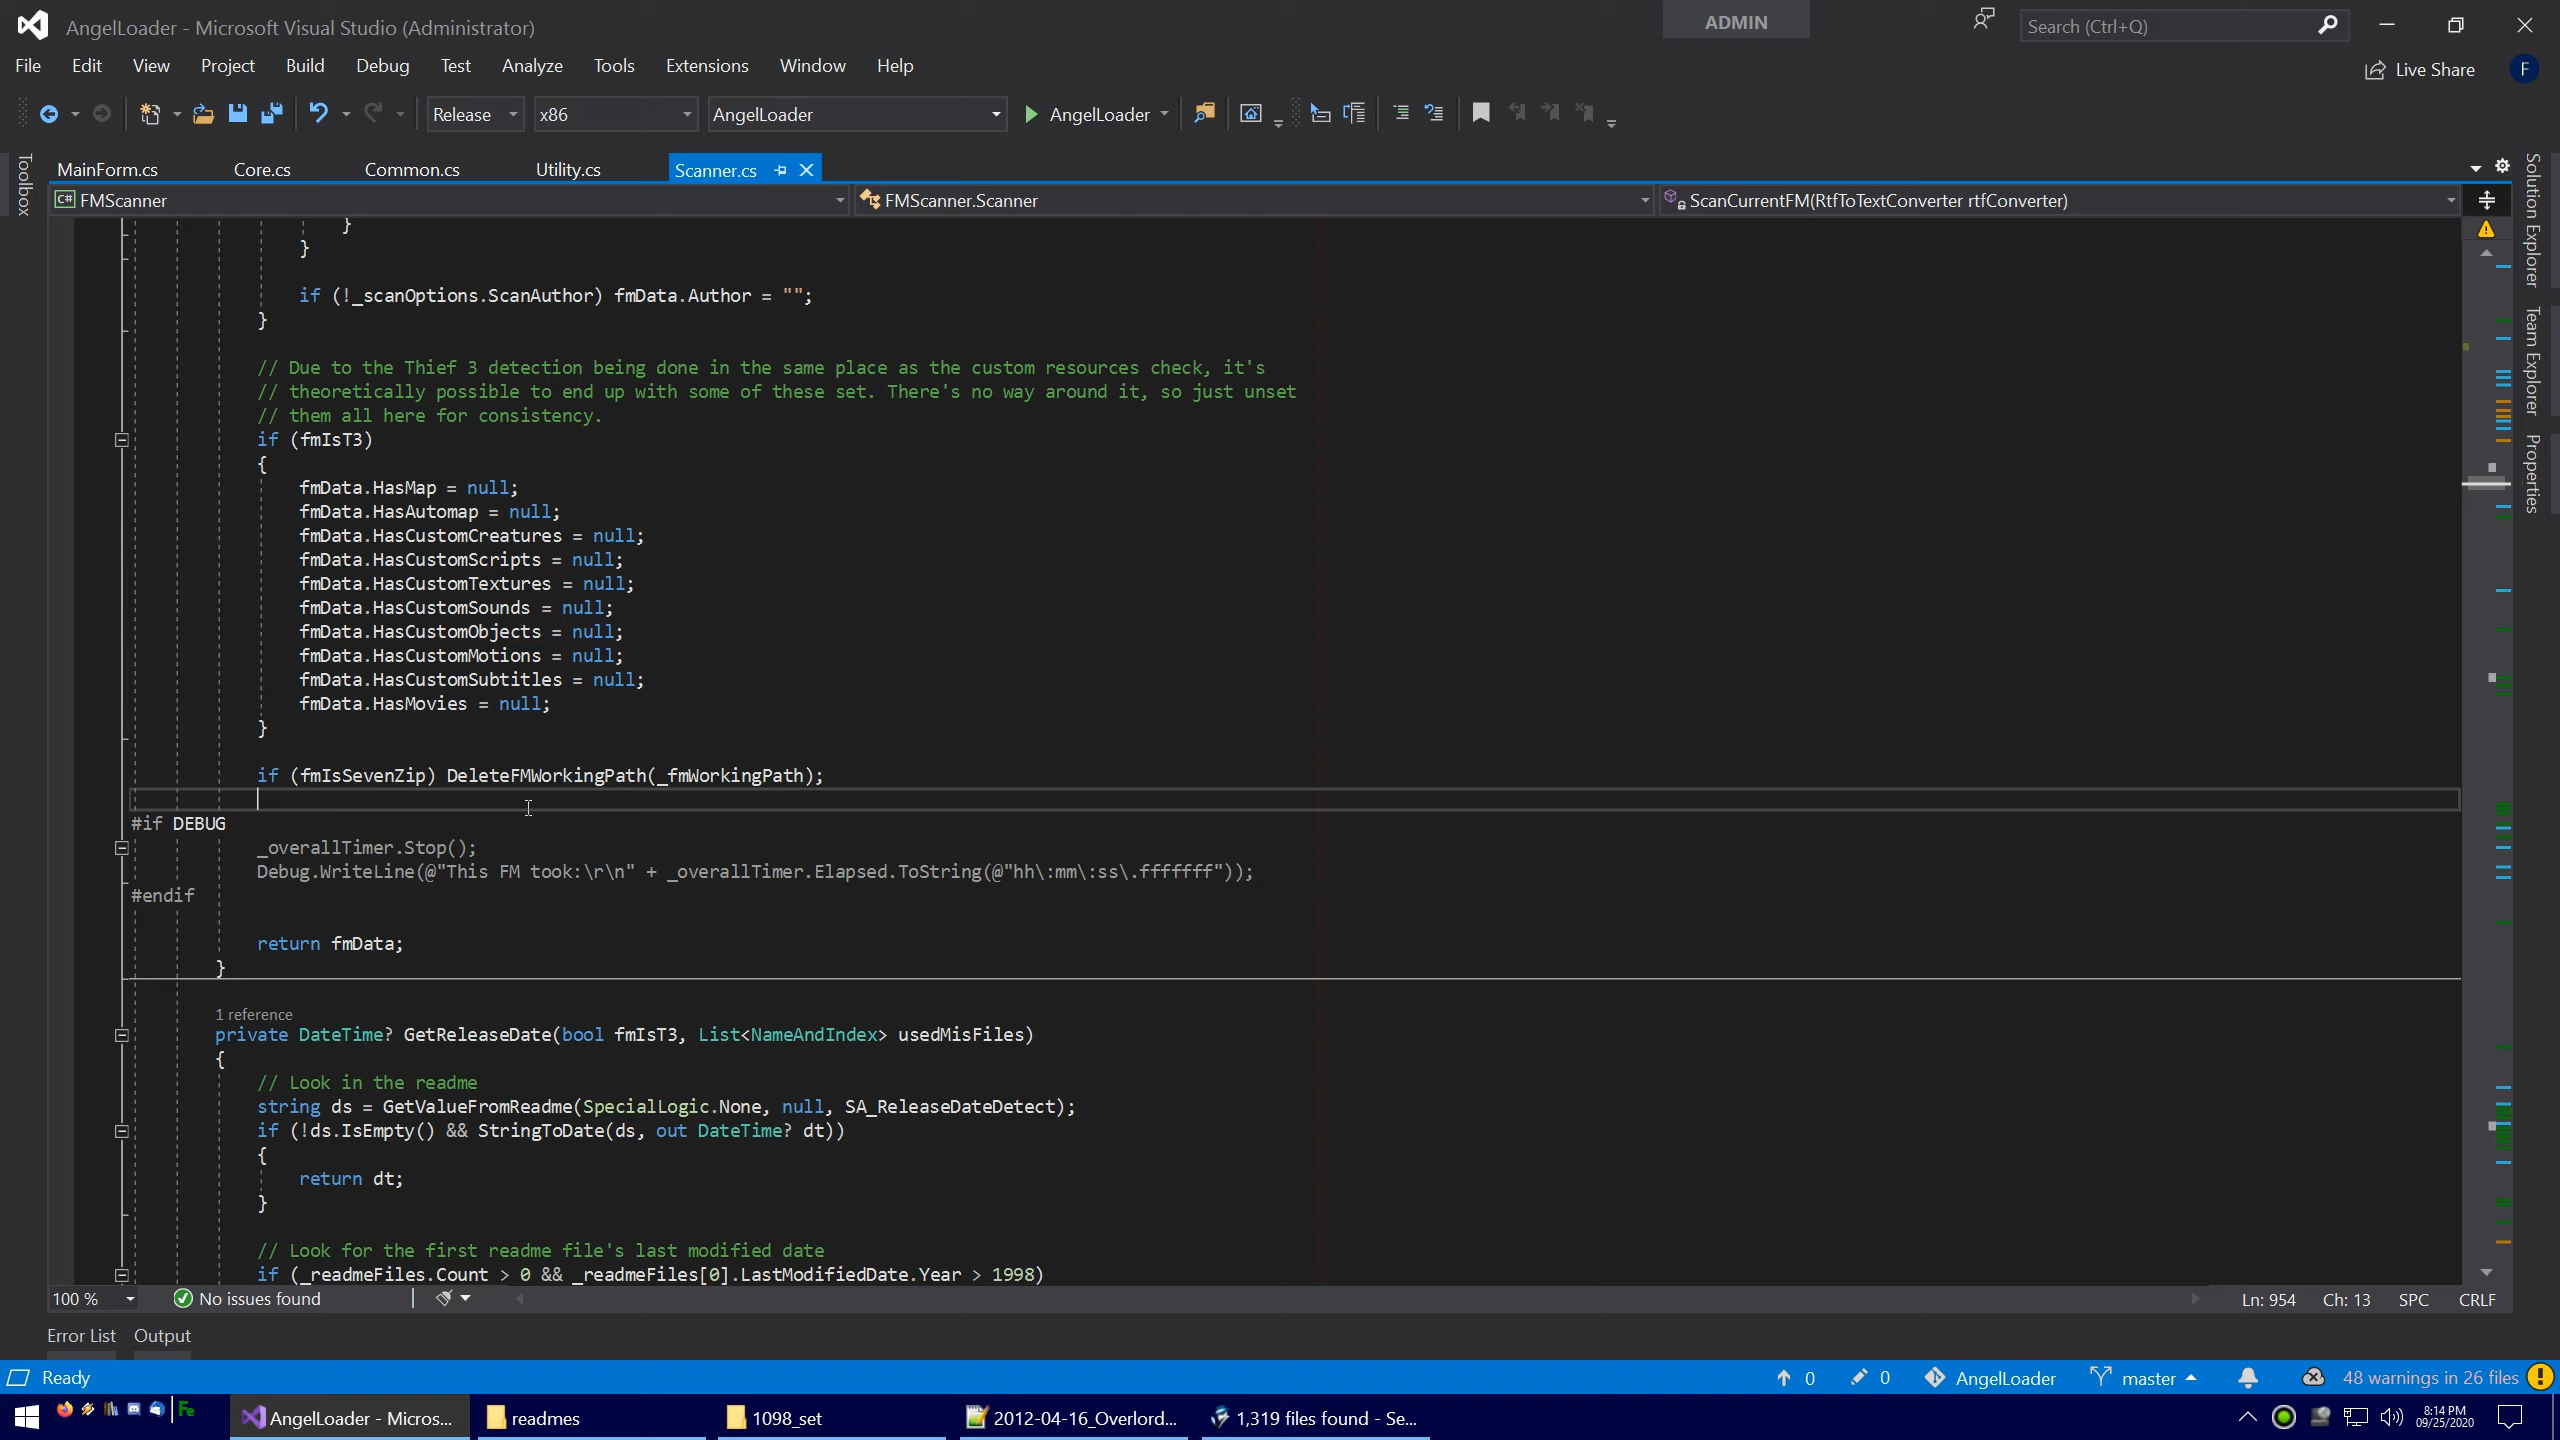 AngelLoader - Microsoft Visual Studio (Administrator)
ADMIN
Search (Ctrl+Q)
File Edit View Project Build Debug Test Analyze Tools Extensions Window Help
Live Share
F
Release
x86
AngelLoader
AngelLoader
Toolbox
MainForm.cs Core.cs Common.cs Utility.cs Scanner.cs
Solution Explorer
Team Explorer
Properties
C# FMScanner
FMScanner.Scanner
ScanCurrentFM(RtfToTextConverter rtfConverter)
}
}
if (!_scanOptions.ScanAuthor) fmData.Author = "";
}
// Due to the Thief 3 detection being done in the same place as the custom resources check, it's
// theoretically possible to end up with some of these set. There's no way around it, so just unset
// them all here for consistency.
if (fmIsT3)
{
fmData.HasMap = null;
fmData.HasAutomap = null;
fmData.HasCustomCreatures = null;
fmData.HasCustomScripts = null;
fmData.HasCustomTextures = null;
fmData.HasCustomSounds = null;
fmData.HasCustomObjects = null;
fmData.HasCustomMotions = null;
fmData.HasCustomSubtitles = null;
fmData.HasMovies = null;
}
if (fmIsSevenZip) DeleteFMWorkingPath(_fmWorkingPath);
#if DEBUG
_overallTimer.Stop();
Debug.WriteLine(@"This FM took:\r\n" + _overallTimer.Elapsed.ToString(@"hh\:mm\:ss\.fffffff"));
#endif
return fmData;
}
1 reference
private DateTime? GetReleaseDate(bool fmIsT3, List<NameAndIndex> usedMisFiles)
{
// Look in the readme
string ds = GetValueFromReadme(SpecialLogic.None, null, SA_ReleaseDateDetect);
if (!ds.IsEmpty() && StringToDate(ds, out DateTime? dt))
{
return dt;
}
// Look for the first readme file's last modified date
if (_readmeFiles.Count > 0 && _readmeFiles[0].LastModifiedDate.Year > 1998)
100 %
No issues found
Ln: 954 Ch: 13 SPC CRLF
Error List Output
Ready
0
0
AngelLoader
master
48 warnings in 26 files
Fe
AngelLoader - Micros...
readmes
1098_set
2012-04-16_Overlord...
1,319 files found - Se...
8:14 PM
09/25/2020